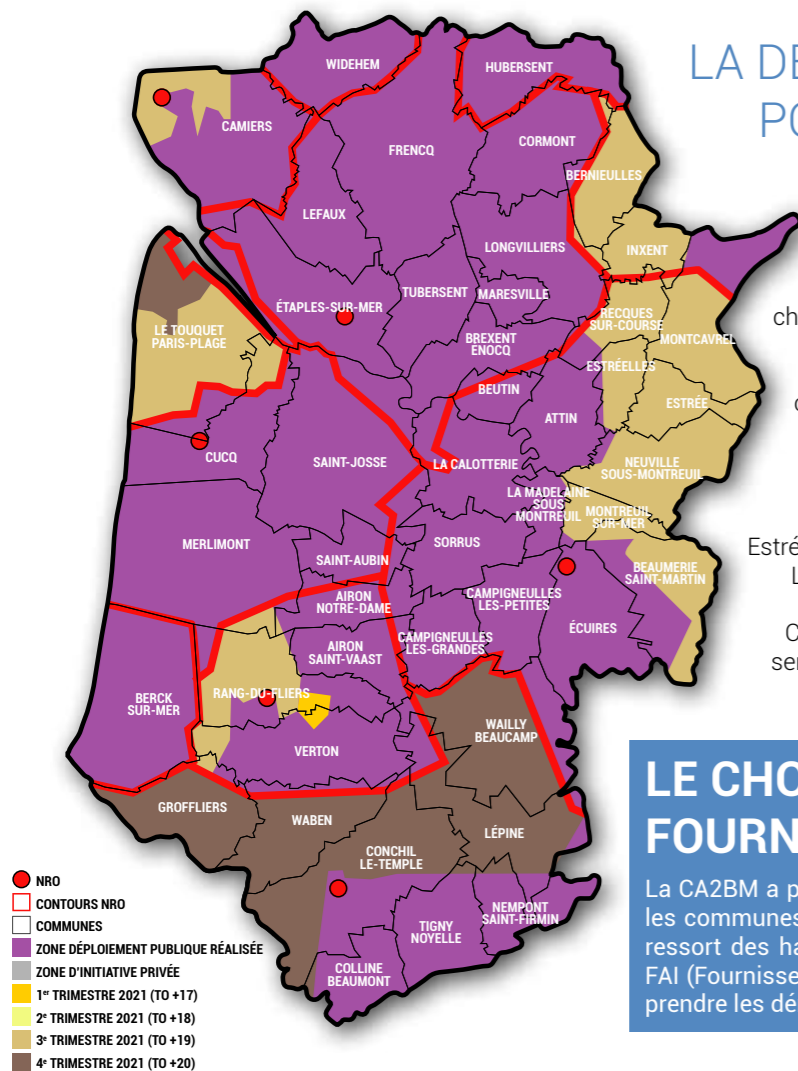 LA DÉ
PO
WIDEHEM
HUBERSENT
CAMIERS
FRENCQ
CORMONT
BERNIEULLES
LEFAUX
LONGVILLIERS
INXENT
ÉTAPLES-SUR-MER
TUBERSENT
MARESVILLE
RECQUES
SUR-COURSE
MONTCAVREL
ch
LE TOUQUET
PARIS-PLAGE
BREXENT
ENOCQ
ESTRÉELLES
BEUTIN
ATTIN
ESTRÉE
CUCQ
SAINT-JOSSE
LA CALOTTERIE
NEUVILLE
SOUS-MONTREUIL
LA MADELAINE
SOUS
MONTREUIL
MONTREUIL
SUR-MER
MERLIMONT
SORRUS
Estré
L
SAINT-AUBIN
BEAUMERIE
SAINT-MARTIN
AIRON
NOTRE-DAME
CAMPIGNEULLES
LES-PETITES
ÉCUIRES
C
ser
AIRON
SAINT-VAAST
CAMPIGNEULLES
LES-GRANDES
BERCK
SUR-MER
RANG-DU-FLIERS
WAILLY
BEAUCAMP
VERTON
GROFFLIERS
WABEN
LÉPINE
CONCHIL
LE-TEMPLE
NEMPONT
SAINT-FIRMIN
TIGNY
NOYELLE
COLLINE
BEAUMONT
NRO
CONTOURS NRO
COMMUNES
ZONE DÉPLOIEMENT PUBLIQUE RÉALISÉE
ZONE D'INITIATIVE PRIVÉE
1er TRIMESTRE 2021 (TO +17)
2e TRIMESTRE 2021 (TO +18)
3e TRIMESTRE 2021 (TO +19)
4e TRIMESTRE 2021 (TO +20)
LE CHO
FOURN
La CA2BM a p
les communes
ressort des ha
FAI (Fournisse
prendre les dé